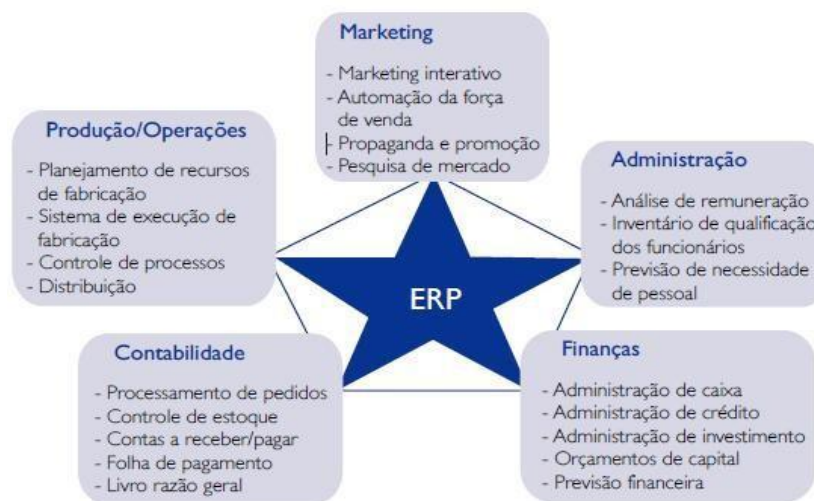 Marketing
- Marketing interativo
- Automação da força
de venda
- Propaganda e promoção
- Pesquisa de mercado
Produção/Operações
- Planejamento de recursos
de fabricação
- Sistema de execução de
fabricação
- Controle de processos
- Distribuição
Administração
- Análise de remuneração
- Inventário de qualificação
dos funcionários
- Previsão de necessidade
de pessoal
ERP
Contabilidade
- Processamento de pedidos
- Controle de estoque
- Contas a receber/pagar
- Folha de pagamento
- Livro razão geral
Finanças
- Administração de caixa
- Administração de crédito
- Administração de investimento
- Orçamentos de capital
- Previsão financeira